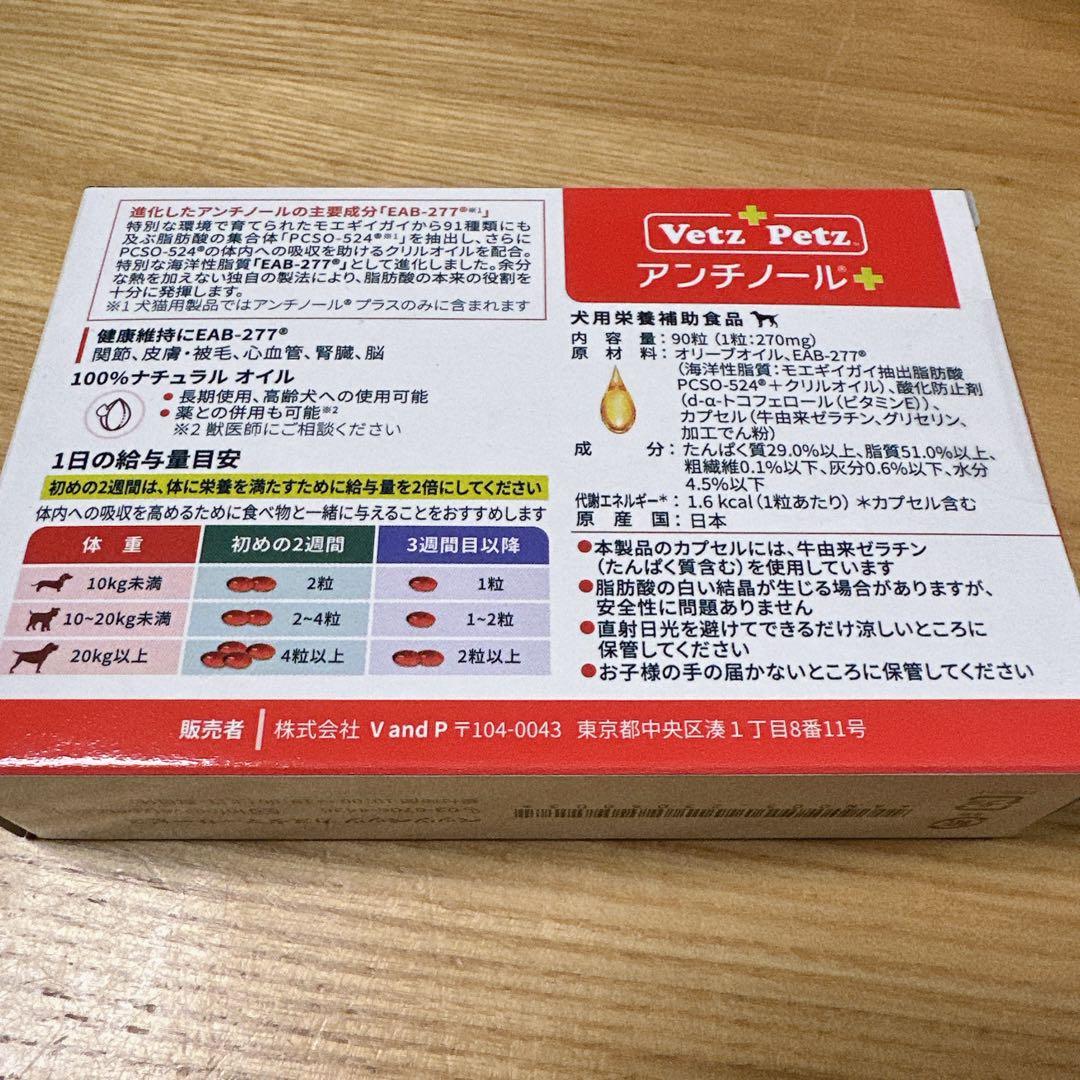 進化したアンチノールの主要成分「EAB-277®※1」
特別な環境で育てられたモエギイガイから91種類にも
及ぶ脂肪酸の集合体「PCSO-524®※1」を抽出し、さらに
PCSO-524®の体内への吸収を助けるクリルオイルを配合。
特別な海洋性脂質「EAB-277®」として進化しました。余分
な熱を加えない独自の製法により、脂肪酸の本来の役割を
十分に発揮します。
※1 犬猫用製品ではアンチノール® プラスのみに含まれます
健康維持にEAB-277®
関節、皮膚・被毛、心血管、腎臓、脳
100%ナチュラル オイル
●長期使用、高齢犬への使用可能
●薬との併用も可能※2
※2 獣医師にご相談ください
1日の給与量目安
初めの2週間は、体に栄養を満たすために給与量を2倍にしてください
体内への吸収を高めるために食べ物と一緒に与えることをおすすめします
体 重 初めの2週間 3週間目以降
10kg未満 2粒 1粒
10~20kg未満 2~4粒 1~2粒
20kg以上 4粒以上 2粒以上
Vetz Petz™
アンチノール®+
犬用栄養補助食品
内 容 量：90粒 (1粒：270mg)
原 材 料：オリーブオイル、EAB-277®
(海洋性脂質：モエギイガイ抽出脂肪酸
PCSO-524®＋クリルオイル)、酸化防止剤
(d-α-トコフェロール(ビタミンE))、
カプセル(牛由来ゼラチン、グリセリン、
加工でん粉)
成 分：たんぱく質29.0%以上、脂質51.0%以上、
粗繊維0.1%以下、灰分0.6%以下、水分
4.5%以下
代謝エネルギー＊：1.6 kcal (1粒あたり) ＊カプセル含む
原 産 国：日本
●本製品のカプセルには、牛由来ゼラチン
(たんぱく質含む)を使用しています
●脂肪酸の白い結晶が生じる場合がありますが、
安全性に問題ありません
●直射日光を避けてできるだけ涼しいところに
保管してください
●お子様の手の届かないところに保管してください
販売者 株式会社 V and P 〒104-0043 東京都中央区湊１丁目8番11号